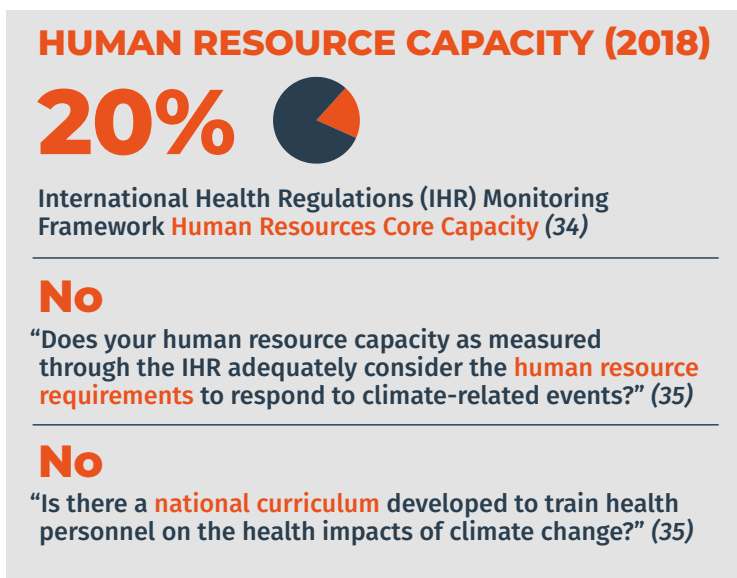 HUMAN RESOURCE CAPACITY (2018)
20%
International Health Regulations (IHR) Monitoring
Framework Human Resources Core Capacity (34)
No
“Does your human resource capacity as measured
through the IHR adequately consider the human resource
requirements to respond to climate-related events?” (35)
No
“Is there a national curriculum developed to train health
personnel on the health impacts of climate change?” (35)